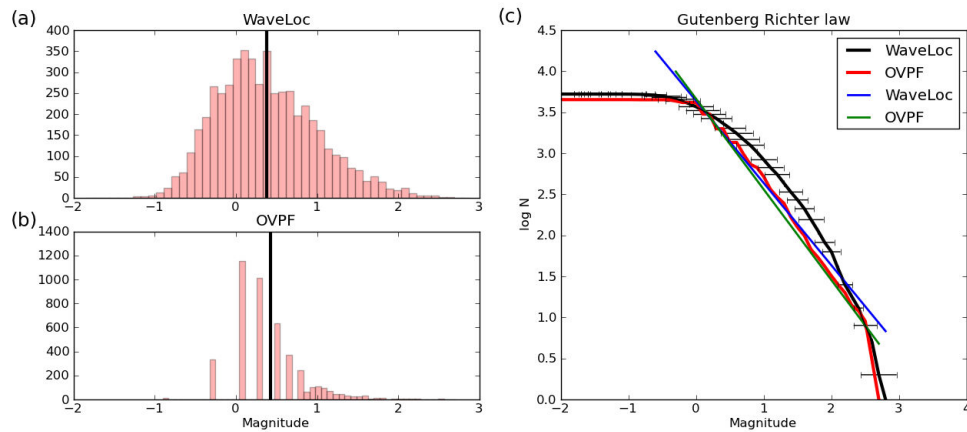 (a)
WaveLoc
400
350
300
250
200
150
100
50
0
−2 −1 0 1 2 3
(b)
OVPF
1400
1200
1000
800
600
400
200
0
−2 −1 0 1 2 3
Magnitude
(c)
Gutenberg Richter law
4.5
4.0
3.5
3.0
2.5
2.0
1.5
1.0
0.5
0.0
log N
−2 −1 0 1 2 3 4
Magnitude
WaveLoc
OVPF
WaveLoc
OVPF